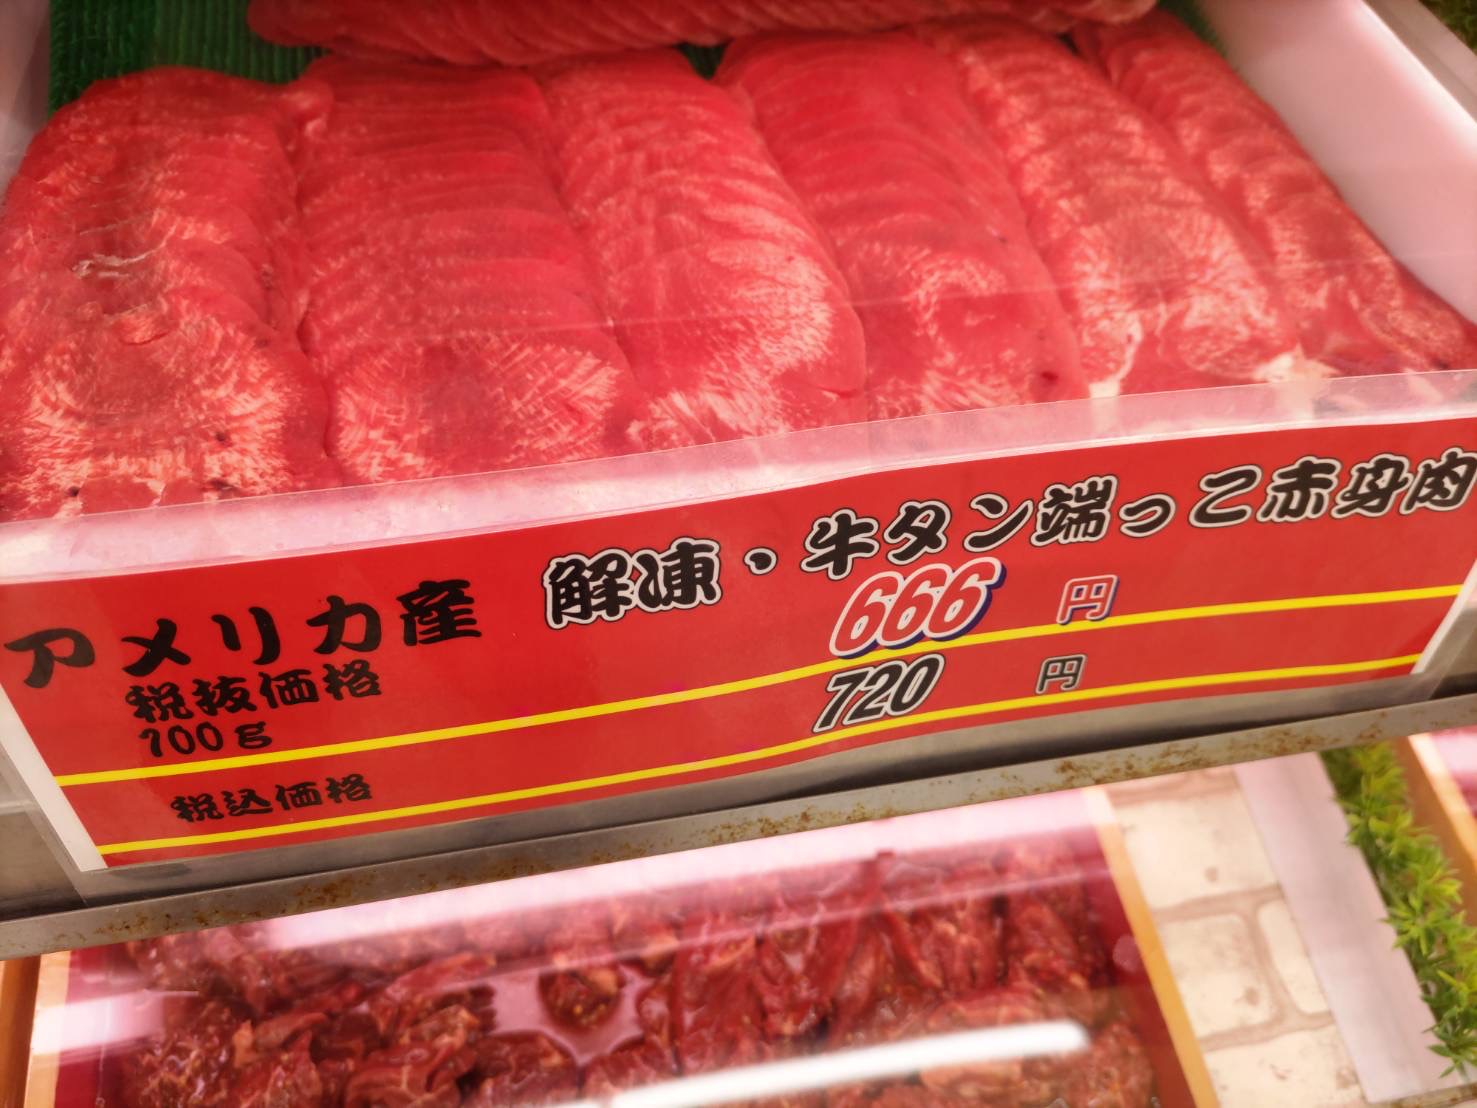 アメリカ産 解凍・牛タン端っこ赤身肉
税抜価格 666 円
100g
税込価格 720 円